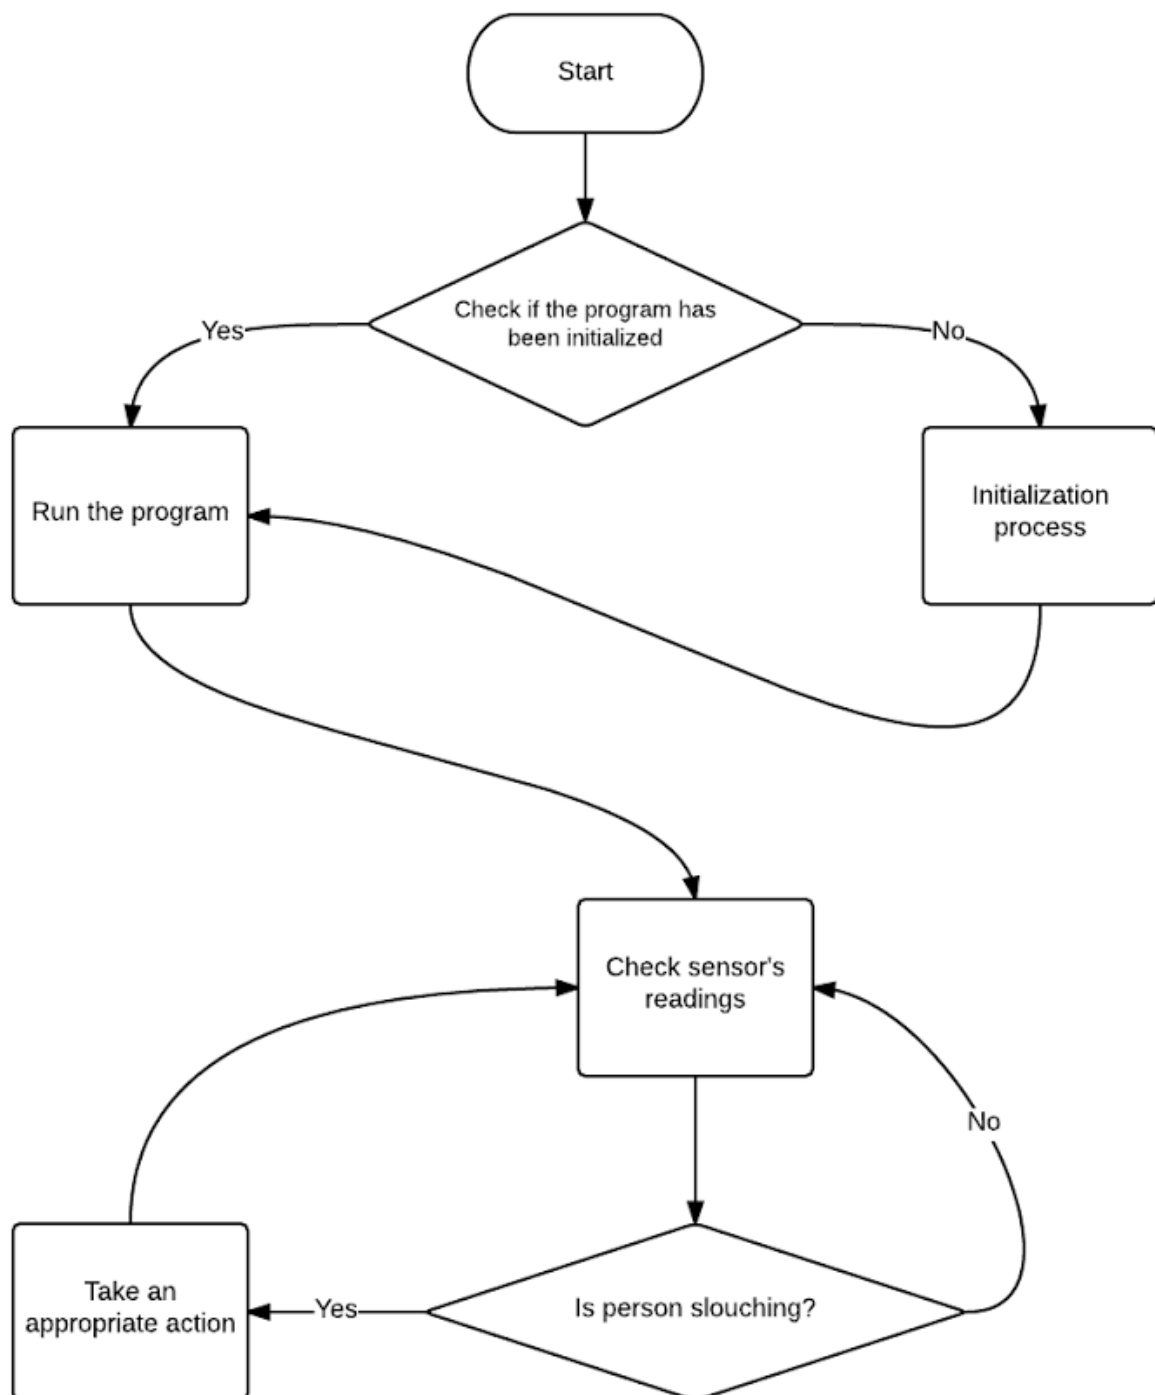 Start
Check if the program has
been initialized
Yes
No
Run the program
Initialization
process
Check sensor's
readings
No
Take an
appropriate action
Yes
Is person slouching?